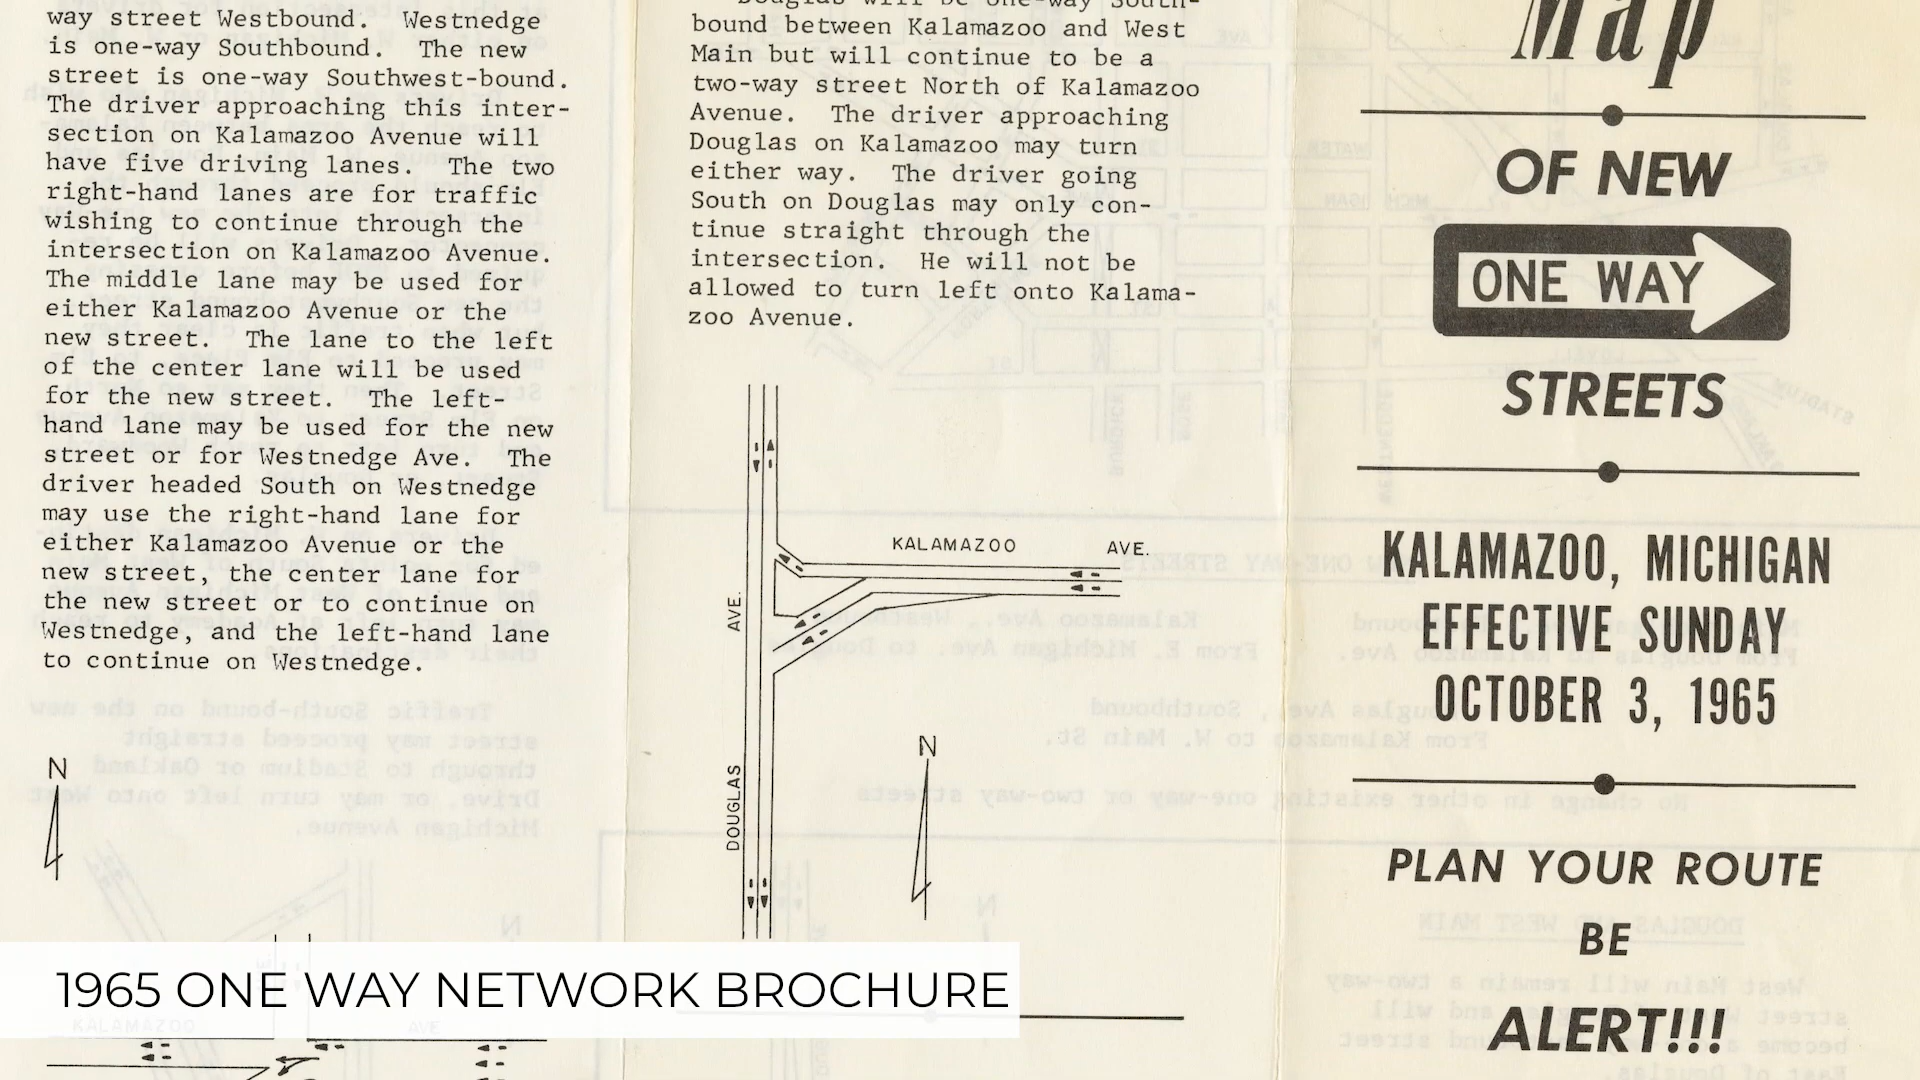 way street Westbound. Westnedge
is one-way Southbound. The new
street is one-way Southwest-bound.
The driver approaching this inter-
section on Kalamazoo Avenue will
have five driving lanes. The two
right-hand lanes are for traffic
wishing to continue through the
intersection on Kalamazoo Avenue.
The middle lane may be used for
either Kalamazoo Avenue or the
new street. The lane to the left
of the center lane will be used
for the new street. The left-
hand lane may be used for the new
street or for Westnedge Ave. The
driver headed South on Westnedge
may use the right-hand lane for
either Kalamazoo Avenue or the
new street, the center lane for
the new street or to continue on
Westnedge, and the left-hand lane
to continue on Westnedge.
N
Douglas will be one-way South-
bound between Kalamazoo and West
Main but will continue to be a
two-way street North of Kalamazoo
Avenue. The driver approaching
Douglas on Kalamazoo may turn
either way. The driver going
South on Douglas may only con-
tinue straight through the
intersection. He will not be
allowed to turn left onto Kalama-
zoo Avenue.
KALAMAZOO AVE.
DOUGLAS AVE.
N
Map
OF NEW
ONE WAY
STREETS
KALAMAZOO, MICHIGAN
EFFECTIVE SUNDAY
OCTOBER 3, 1965
PLAN YOUR ROUTE
BE
ALERT!!!
1965 ONE WAY NETWORK BROCHURE
KALAMAZOO AVE